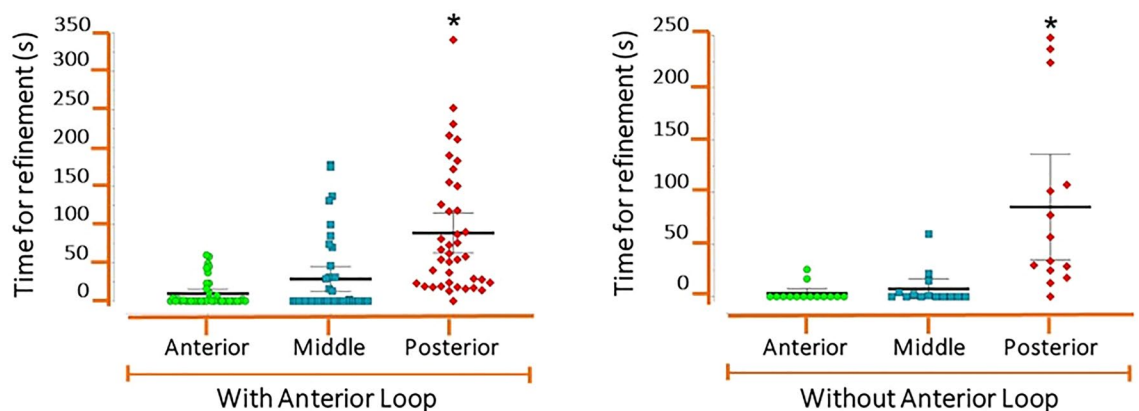 Time for refinement (s)
350
300
250
200
150
100
50
0
*
Anterior Middle Posterior
With Anterior Loop
Time for refinement (s)
250
200
150
100
50
0
*
Anterior Middle Posterior
Without Anterior Loop